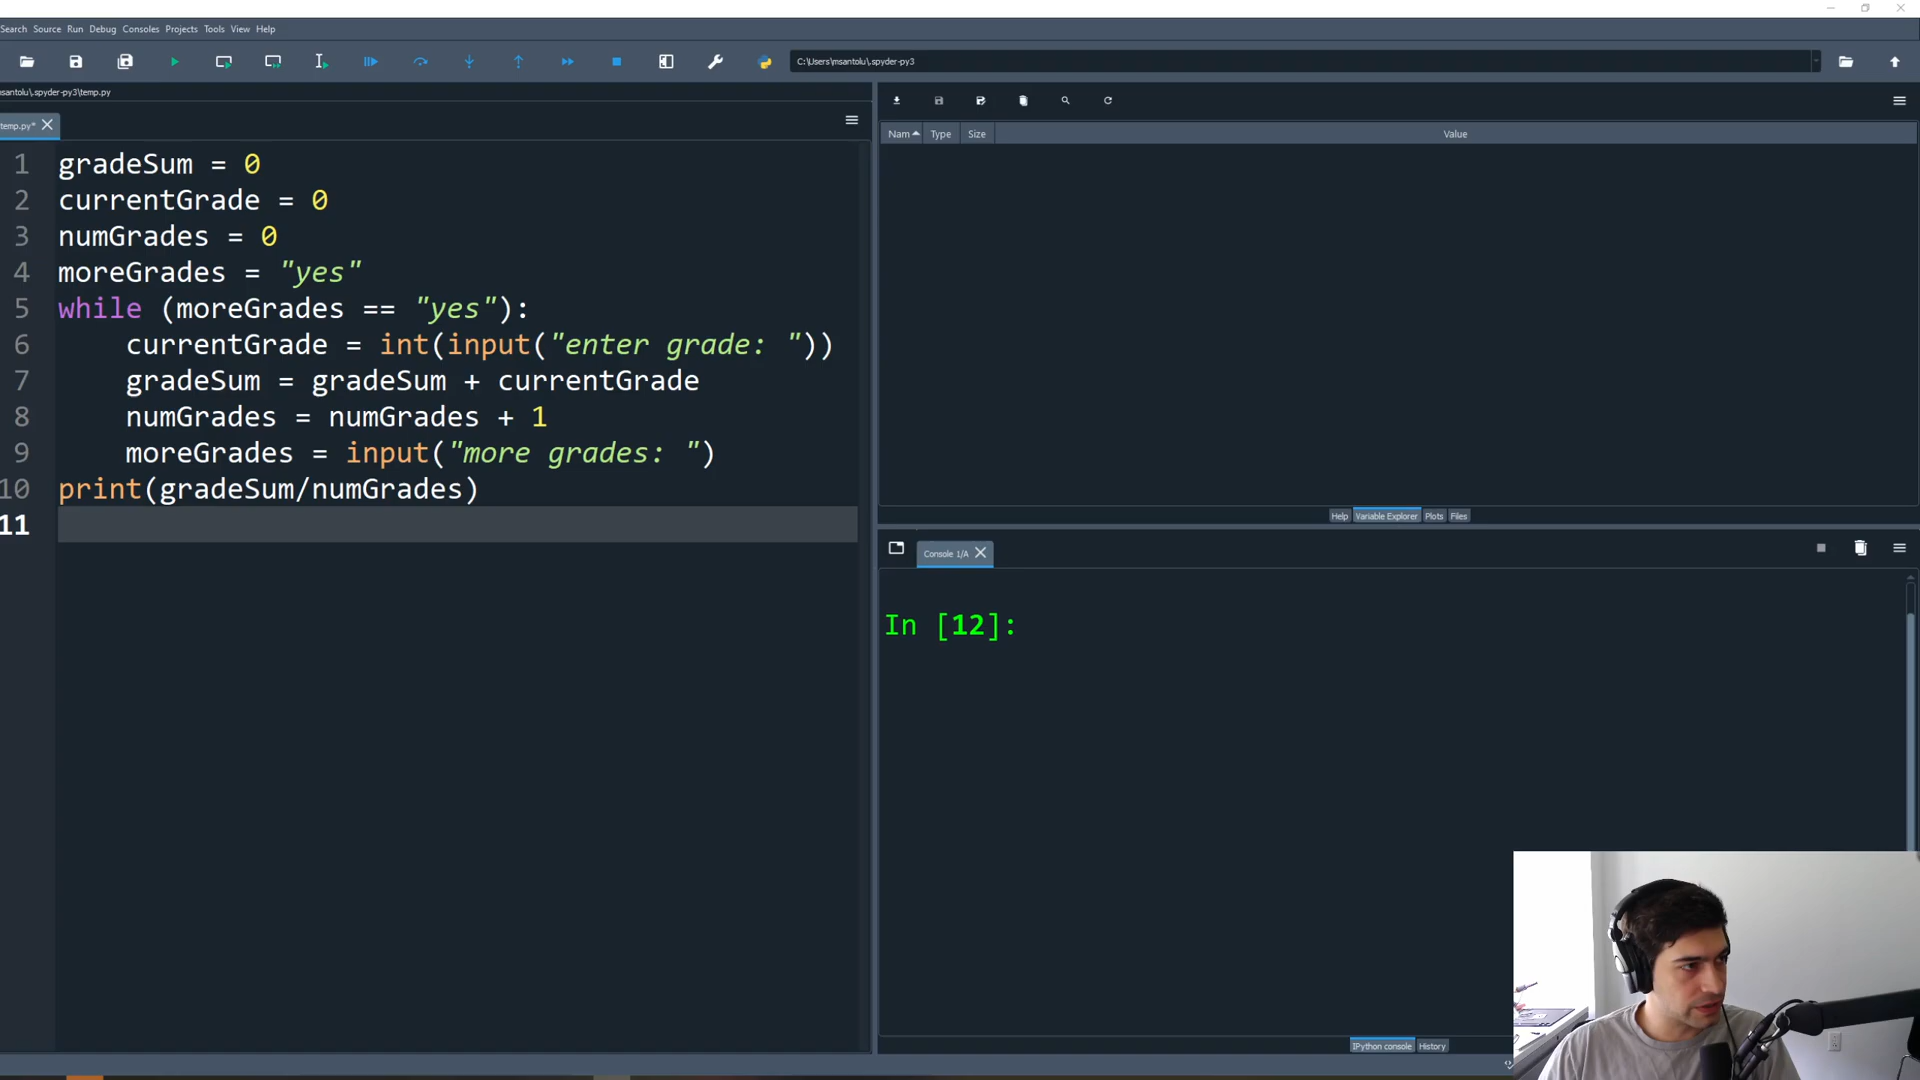 Search Source Run Debug Consoles Projects Tools View Help
C:\Users\msantolu\.spyder-py3
santolu\.spyder-py3\temp.py
temp.py*
1 gradeSum = 0
2 currentGrade = 0
3 numGrades = 0
4 moreGrades = "yes"
5 while (moreGrades == "yes"):
6 currentGrade = int(input("enter grade: "))
7 gradeSum = gradeSum + currentGrade
8 numGrades = numGrades + 1
9 moreGrades = input("more grades: ")
10 print(gradeSum/numGrades)
11
Nam Type Size Value
Help Variable Explorer Plots Files
Console 1/A
In [12]:
IPython console History